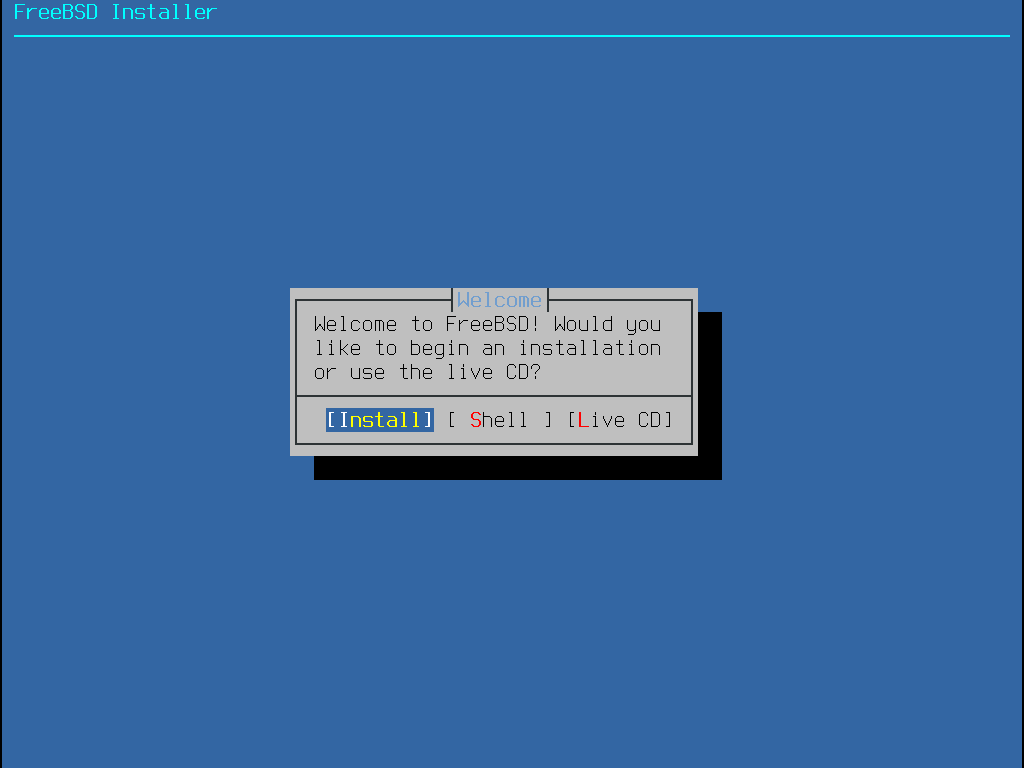 FreeBSD Installer
Welcome
Welcome to FreeBSD! Would you
like to begin an installation
or use the live CD?
[Install] [ Shell ] [Live CD]